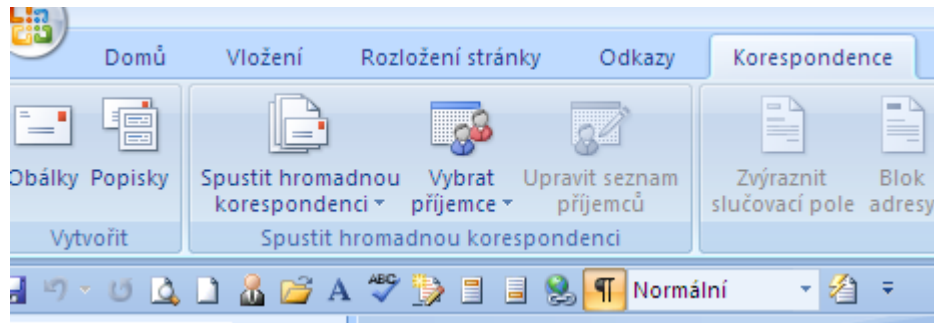 Domů Vložení Rozložení stránky Odkazy Korespondence
Obálky Popisky Spustit hromadnou korespondenci Vybrat příjemce Upravit seznam příjemců Zvýraznit slučovací pole Blok adresy
Vytvořit Spustit hromadnou korespondenci
A ABC ¶ Normální